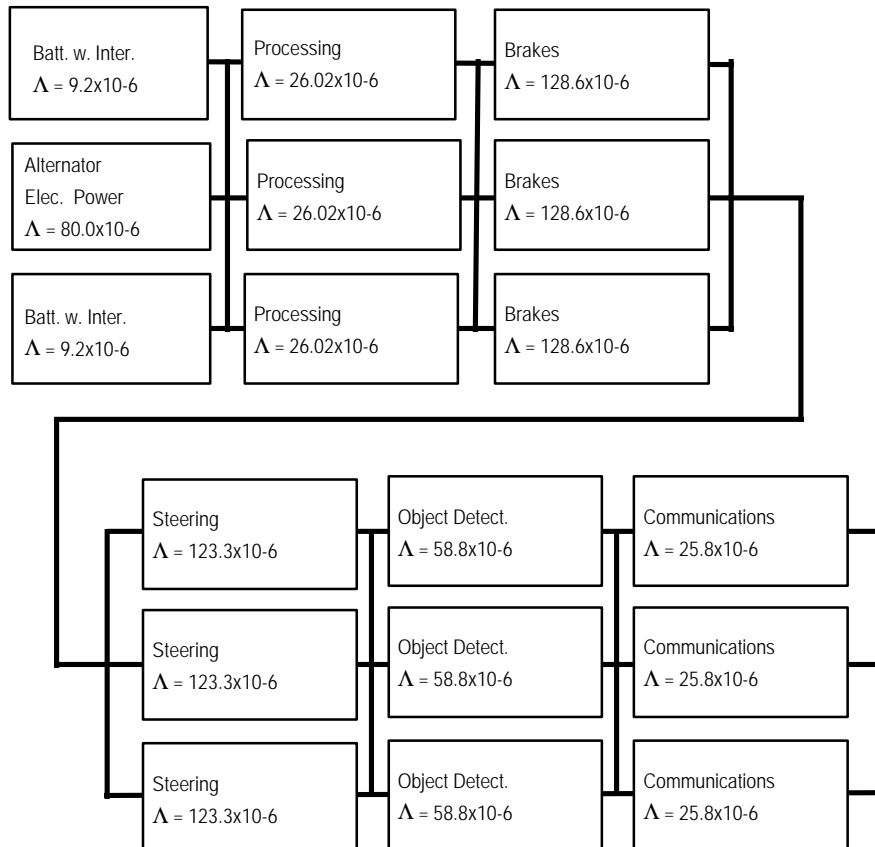 Batt. w. Inter.
Λ = 9.2x10-6
Processing
Λ = 26.02x10-6
Brakes
Λ = 128.6x10-6
Alternator
Elec. Power
Λ = 80.0x10-6
Processing
Λ = 26.02x10-6
Brakes
Λ = 128.6x10-6
Batt. w. Inter.
Λ = 9.2x10-6
Processing
Λ = 26.02x10-6
Brakes
Λ = 128.6x10-6
Steering
Λ = 123.3x10-6
Object Detect.
Λ = 58.8x10-6
Communications
Λ = 25.8x10-6
Steering
Λ = 123.3x10-6
Object Detect.
Λ = 58.8x10-6
Communications
Λ = 25.8x10-6
Steering
Λ = 123.3x10-6
Object Detect.
Λ = 58.8x10-6
Communications
Λ = 25.8x10-6